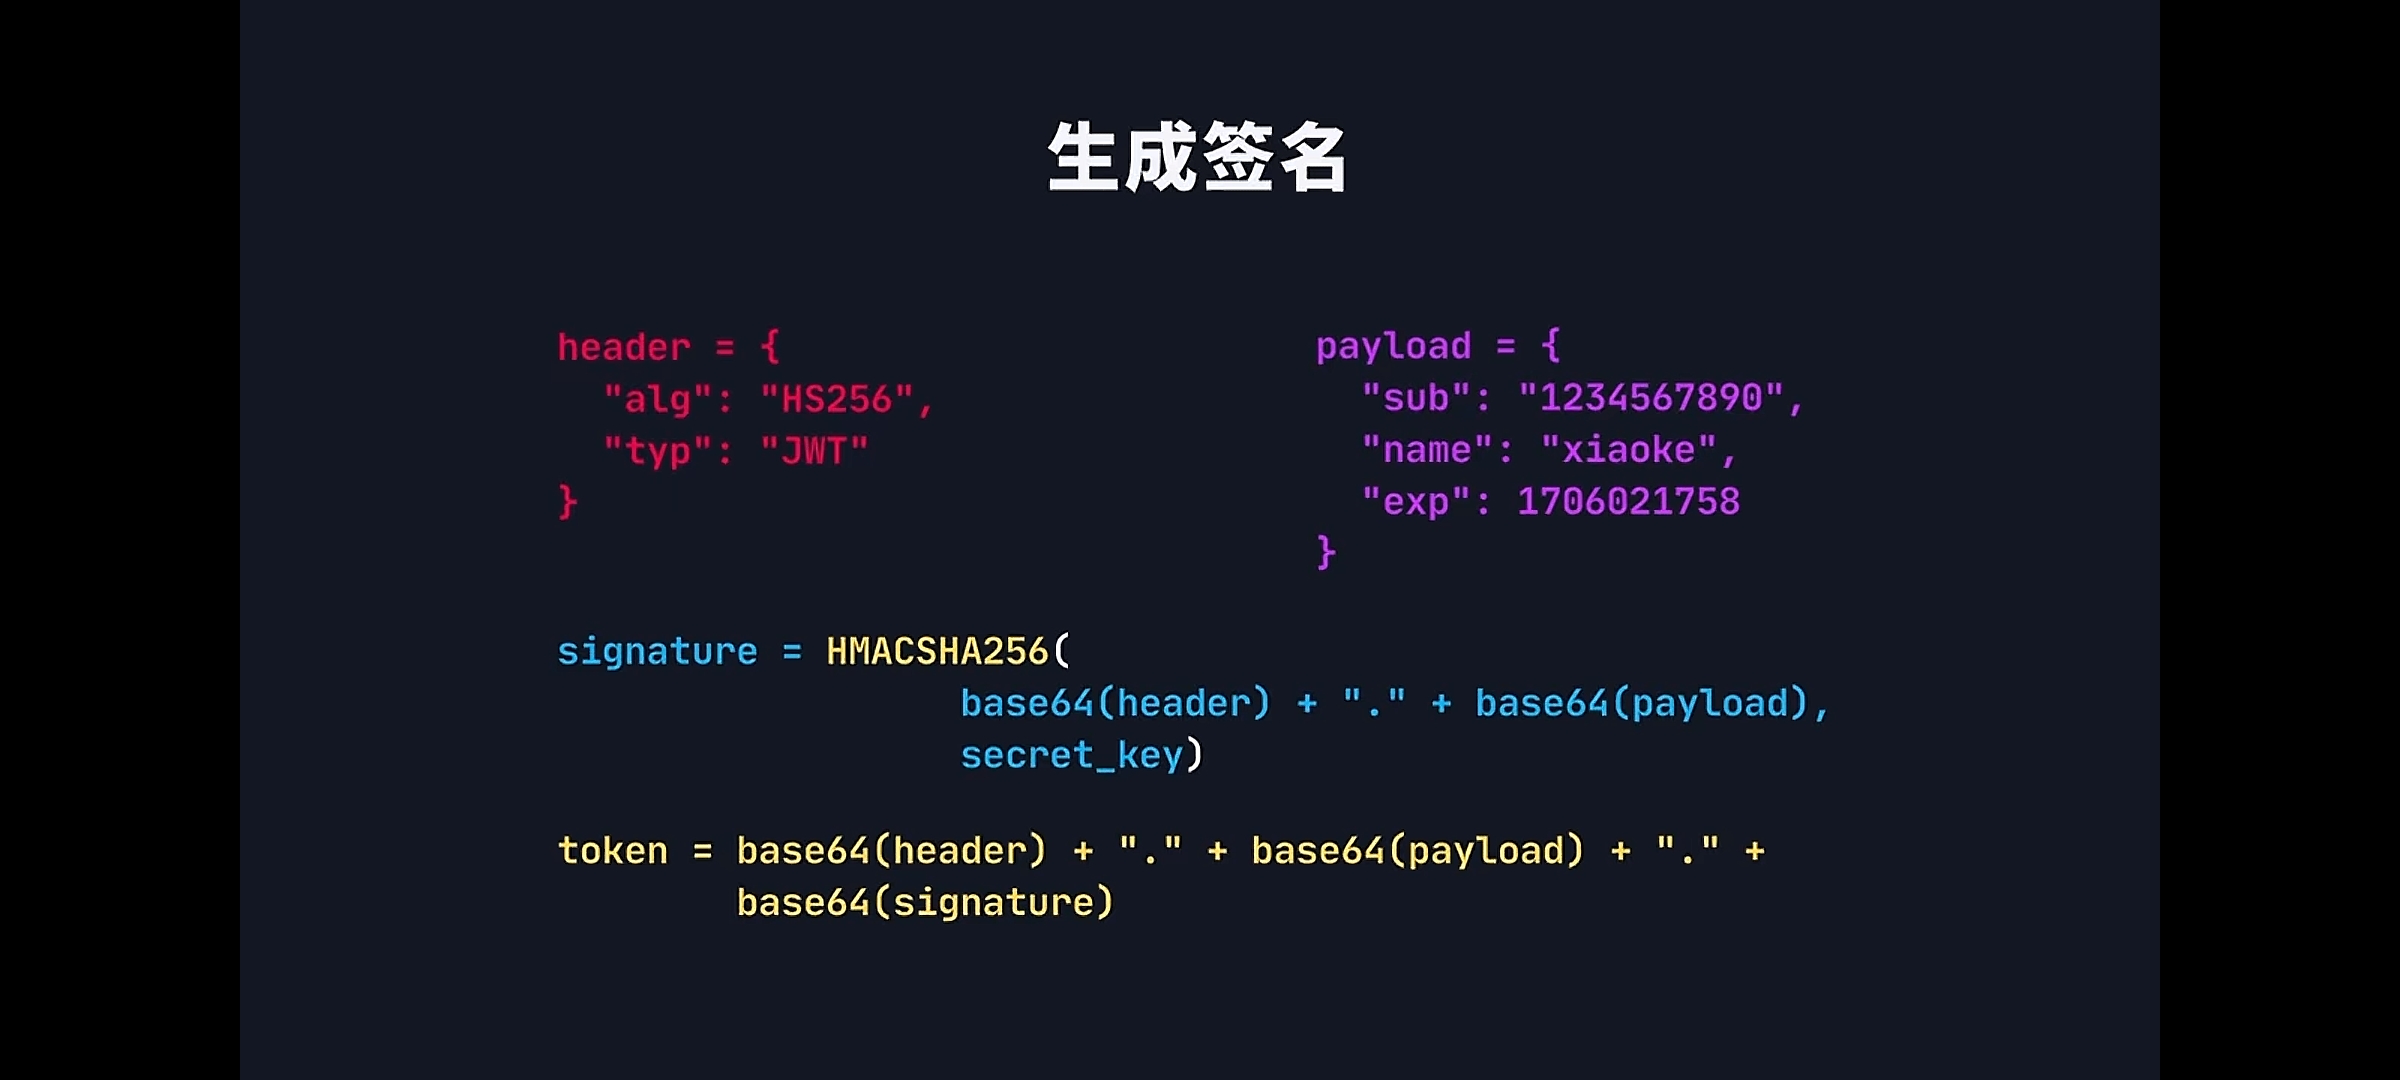 生成签名
header = {
  "alg": "HS256",
  "typ": "JWT"
}
payload = {
  "sub": "1234567890",
  "name": "xiaoke",
  "exp": 1706021758
}
signature = HMACSHA256(
                  base64(header) + "." + base64(payload),
                  secret_key)
token = base64(header) + "." + base64(payload) + "." +
        base64(signature)